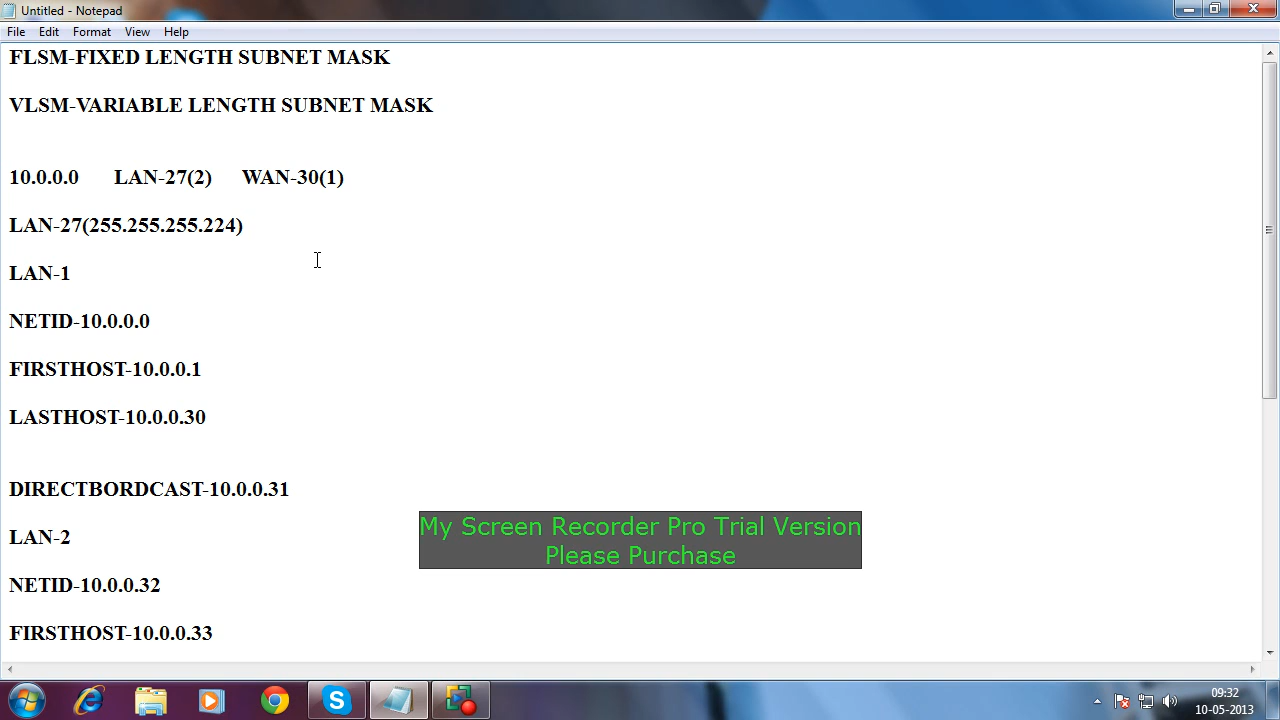 Untitled - Notepad
File Edit Format View Help
FLSM-FIXED LENGTH SUBNET MASK
VLSM-VARIABLE LENGTH SUBNET MASK
10.0.0.0 LAN-27(2) WAN-30(1)
LAN-27(255.255.255.224)
LAN-1
NETID-10.0.0.0
FIRSTHOST-10.0.0.1
LASTHOST-10.0.0.30
DIRECTBORDCAST-10.0.0.31
My Screen Recorder Pro Trial Version
Please Purchase
LAN-2
NETID-10.0.0.32
FIRSTHOST-10.0.0.33
09:32
10-05-2013